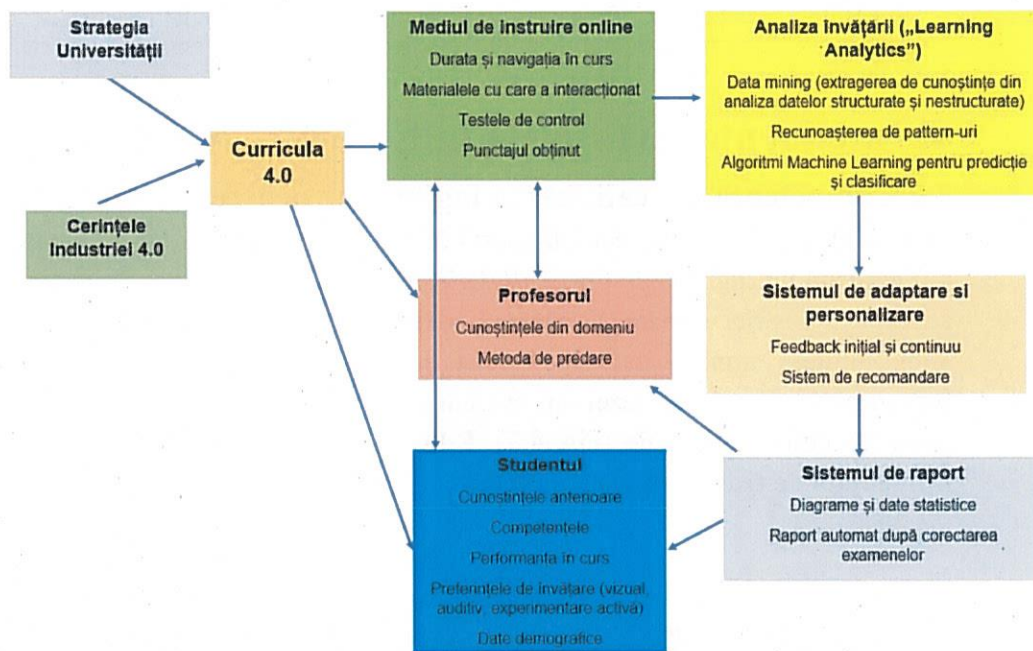 Strategia
Universității
Cerințele
Industriei 4.0
Curricula
4.0
Mediul de instruire online
Durata și navigația în curs
Materialele cu care a interacționat
Testele de control
Punctajul obținut
Analiza învățării („Learning
Analytics”)
Data mining (extragerea de cunoștințe din
analiza datelor structurate și nestructurate)
Recunoașterea de pattern-uri
Algoritmi Machine Learning pentru predicție
și clasificare
Profesorul
Cunoștințele din domeniu
Metoda de predare
Sistemul de adaptare si
personalizare
Feedback inițial și continuu
Sistem de recomandare
Studentul
Cunoștințele anterioare
Competențele
Performanța în curs
Preferințele de învățare (vizual,
auditiv, experimentare activă)
Date demografice
Sistemul de raport
Diagrame și date statistice
Raport automat după corectarea
examenelor